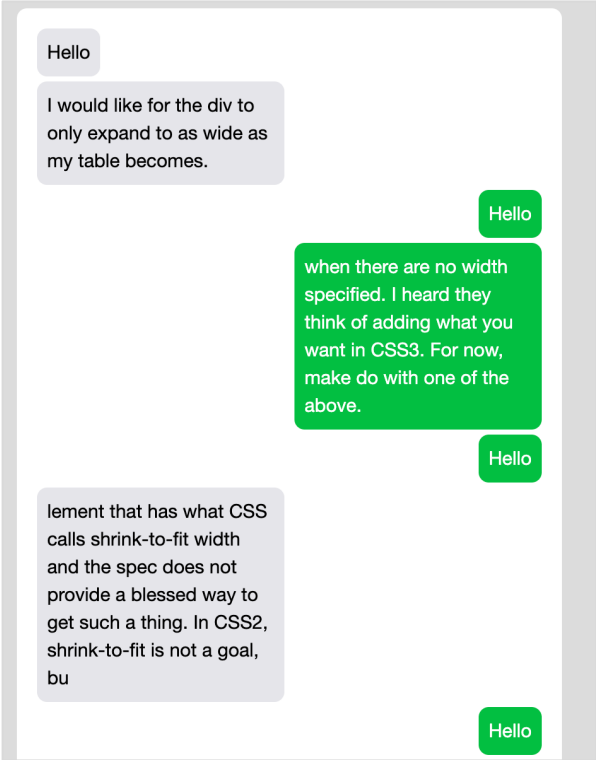 Hello
I would like for the div to
only expand to as wide as
my table becomes.
Hello
when there are no width
specified. I heard they
think of adding what you
want in CSS3. For now,
make do with one of the
above.
Hello
lement that has what CSS
calls shrink-to-fit width
and the spec does not
provide a blessed way to
get such a thing. In CSS2,
shrink-to-fit is not a goal,
bu
Hello